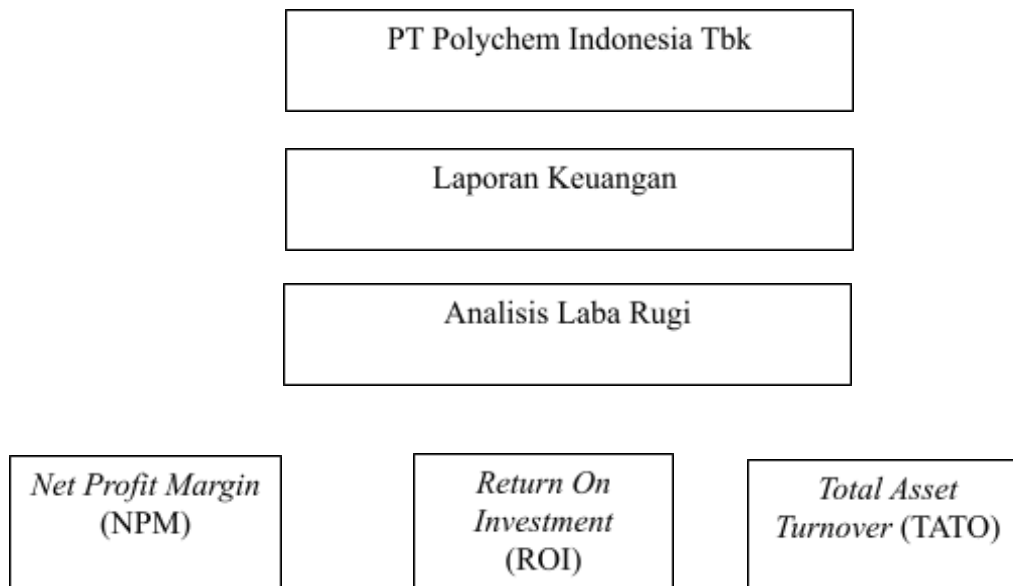 PT Polychem Indonesia Tbk
Laporan Keuangan
Analisis Laba Rugi
Net Profit Margin
(NPM)
Return On
Investment
(ROI)
Total Asset
Turnover (TATO)